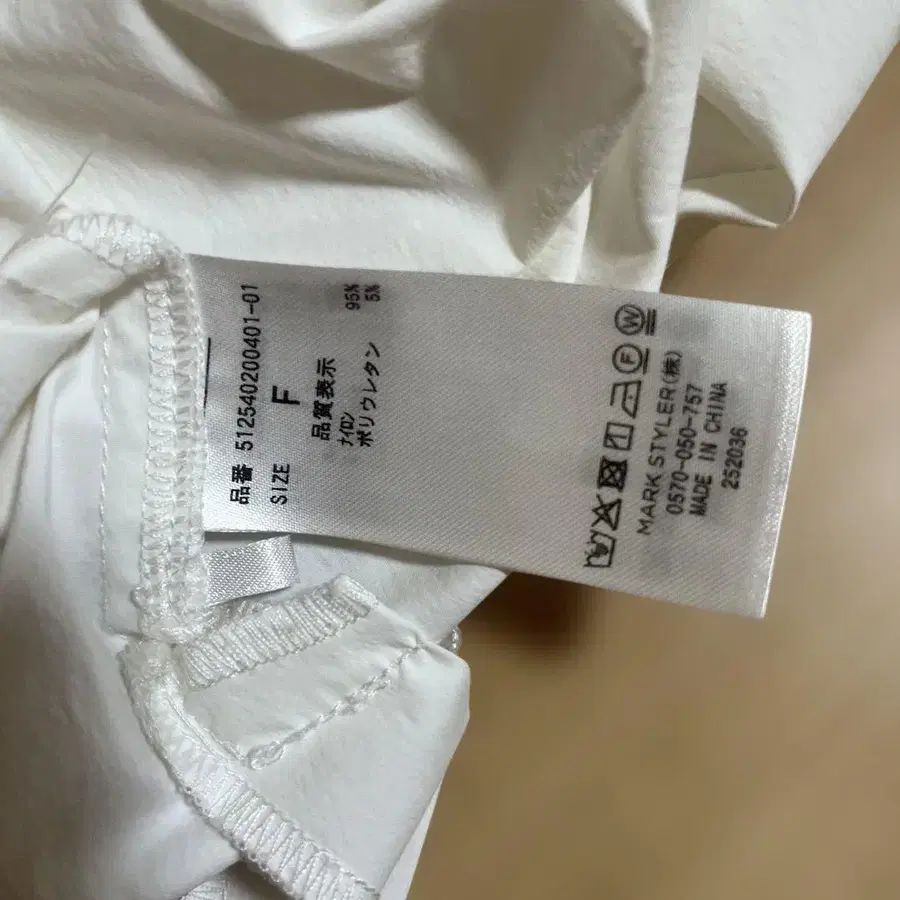 品番 512540200401-01
SIZE F
品質表示
ﾅｲﾛﾝ 95%
ポリウレタン 5%
F W
MARK STYLER(株)
0570-050-757
MADE IN CHINA
252036